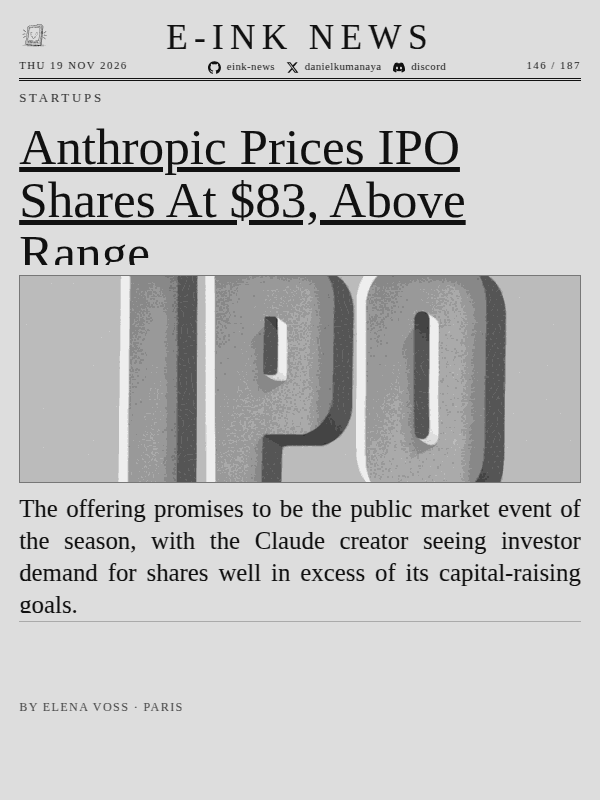 E-INK NEWS
THU 19 NOV 2026
eink-news danielkumanaya discord
146 / 187
STARTUPS
Anthropic Prices IPO
Shares At $83, Above
Range
IPO
The offering promises to be the public market event of
the season, with the Claude creator seeing investor
demand for shares well in excess of its capital-raising
goals.
BY ELENA VOSS · PARIS